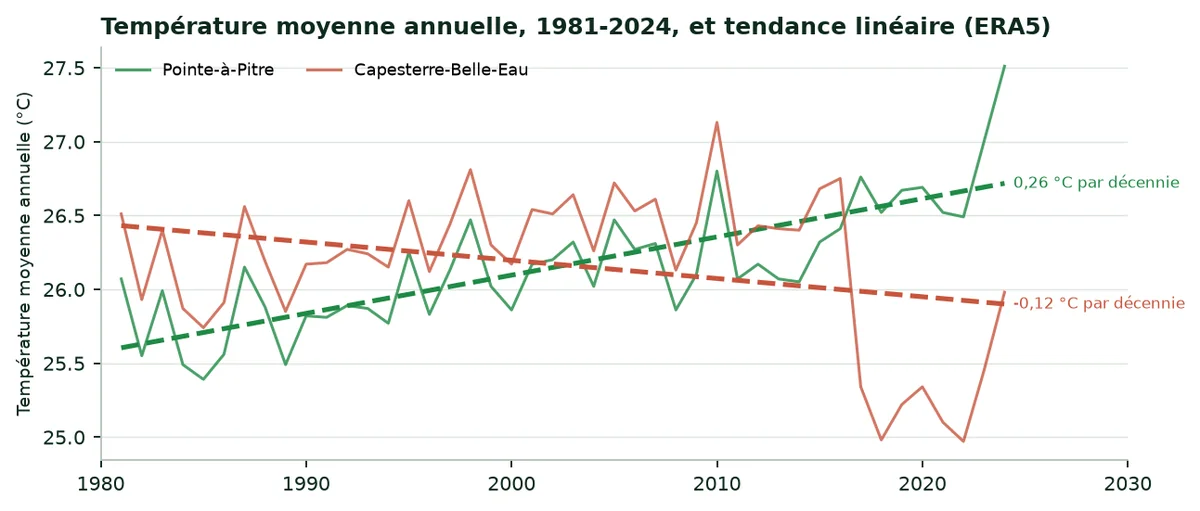 Température moyenne annuelle, 1981-2024, et tendance linéaire (ERA5)
Pointe-à-Pitre
Capesterre-Belle-Eau
Température moyenne annuelle (°C)
27.5
27.0
26.5
26.0
25.5
25.0
0,26 °C par décennie
-0,12 °C par décennie
1980
1990
2000
2010
2020
2030